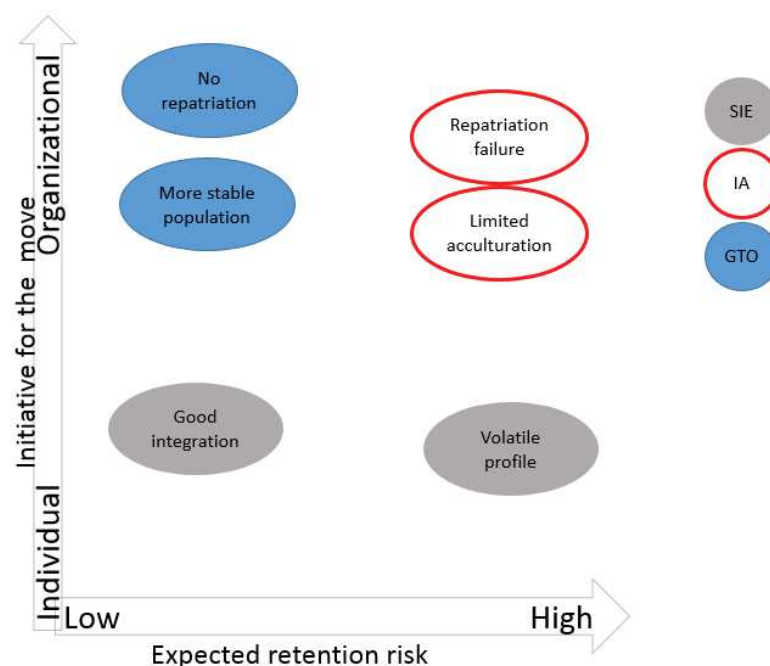 Initiative for the move
Organizational
Individual
No
repatriation
More stable
population
Repatriation
failure
Limited
acculturation
Good
integration
Volatile
profile
SIE
IA
GTO
Low
High
Expected retention risk